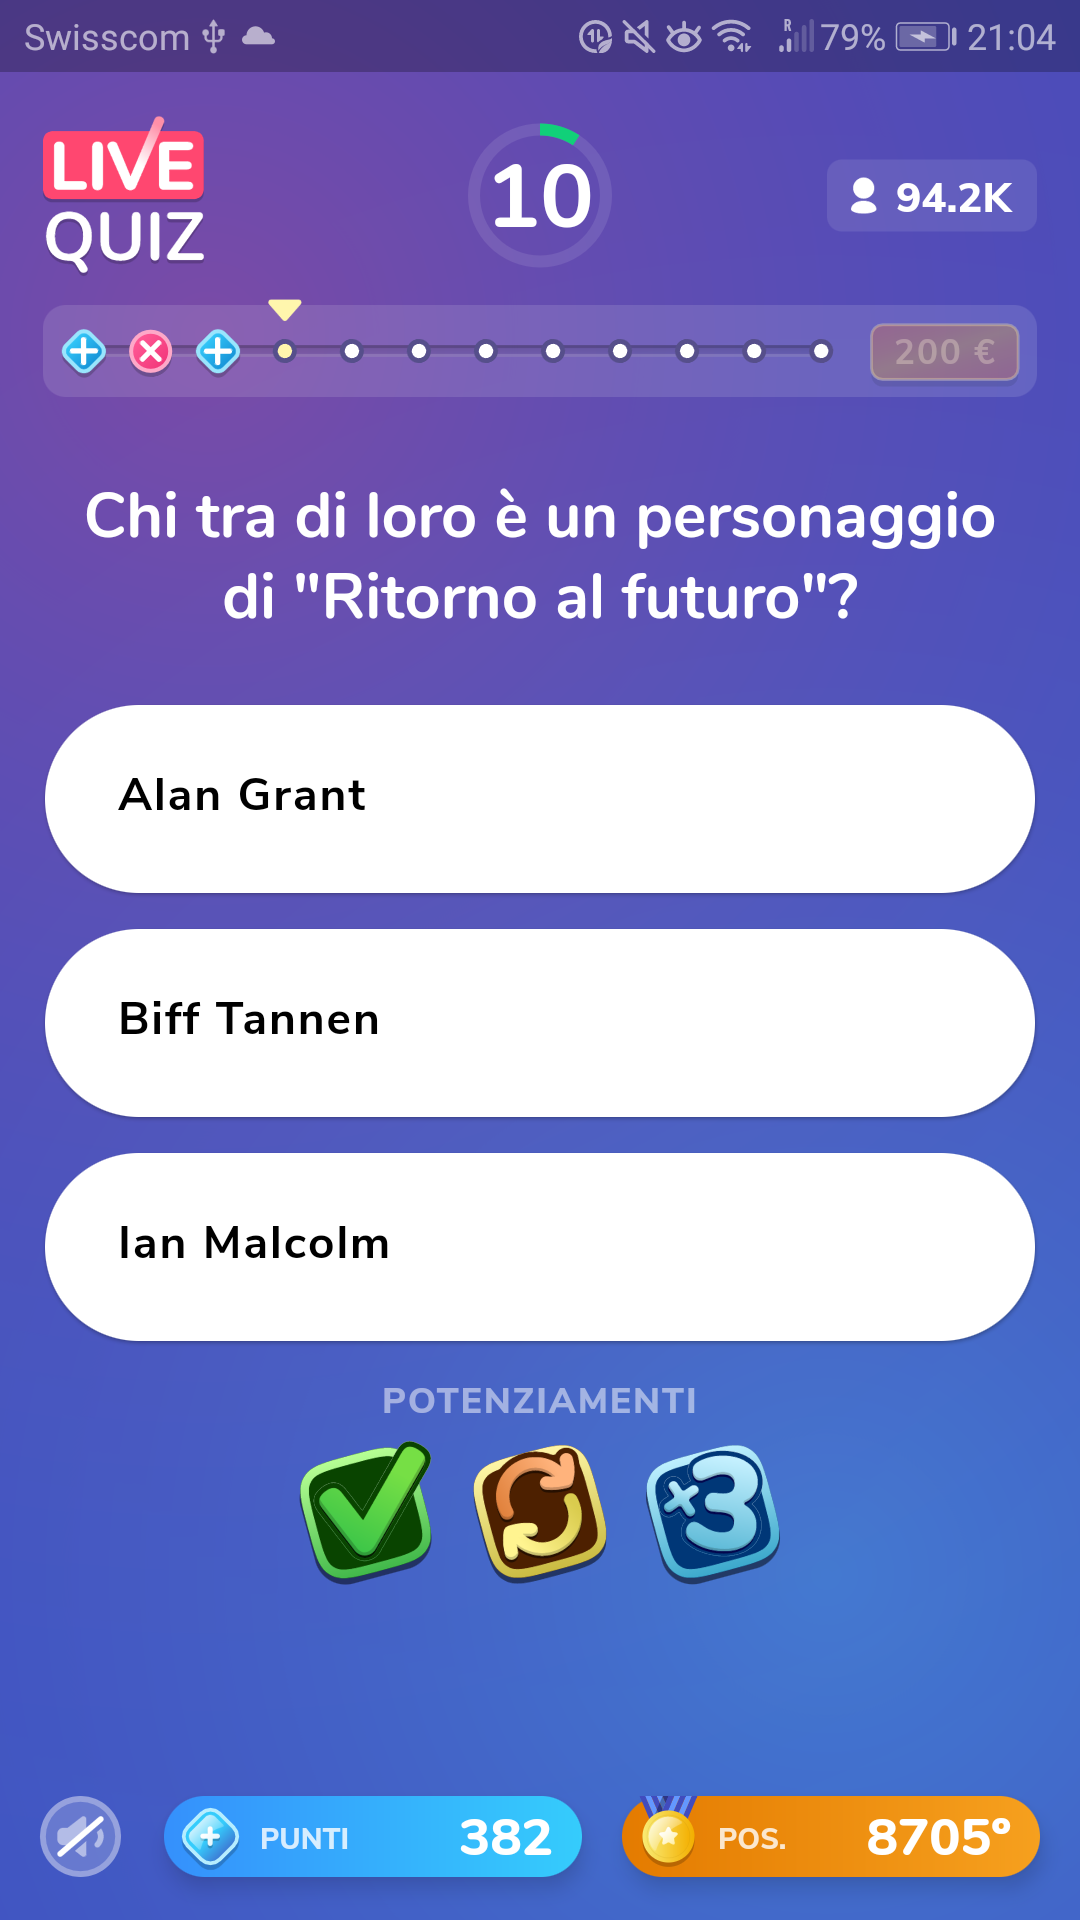 Swisscom R 79% 21:04
LIVE
QUIZ
10
94.2K
200 €
Chi tra di loro è un personaggio
di "Ritorno al futuro"?
Alan Grant
Biff Tannen
Ian Malcolm
POTENZIAMENTI
×3
PUNTI 382
POS. 8705°